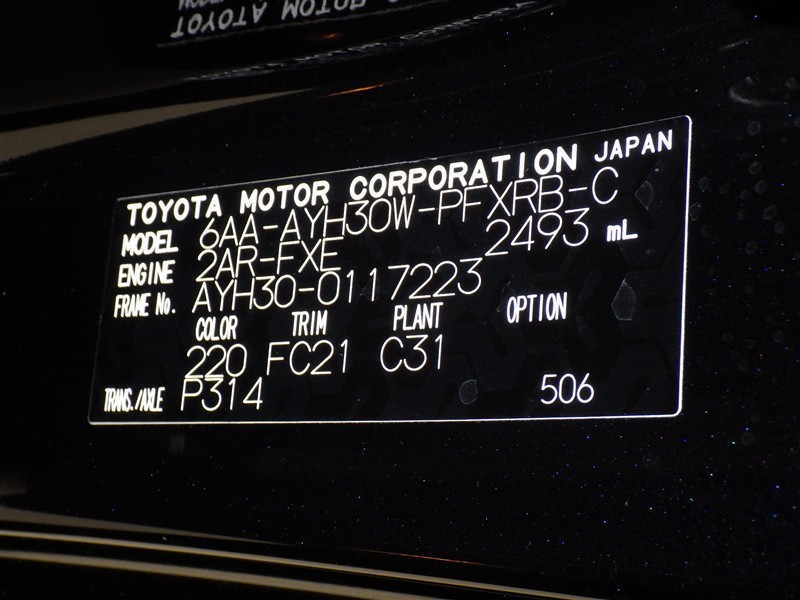 TOYOTA MOTOR CORPORATION JAPAN
MODEL 6AA-AYH30W-PFXRB-C
ENGINE 2AR-FXE 2493 mL
FRAME No. AYH30-0117223
COLOR TRIM PLANT OPTION
220 FC21 C31
TRANS./AXLE P314 506